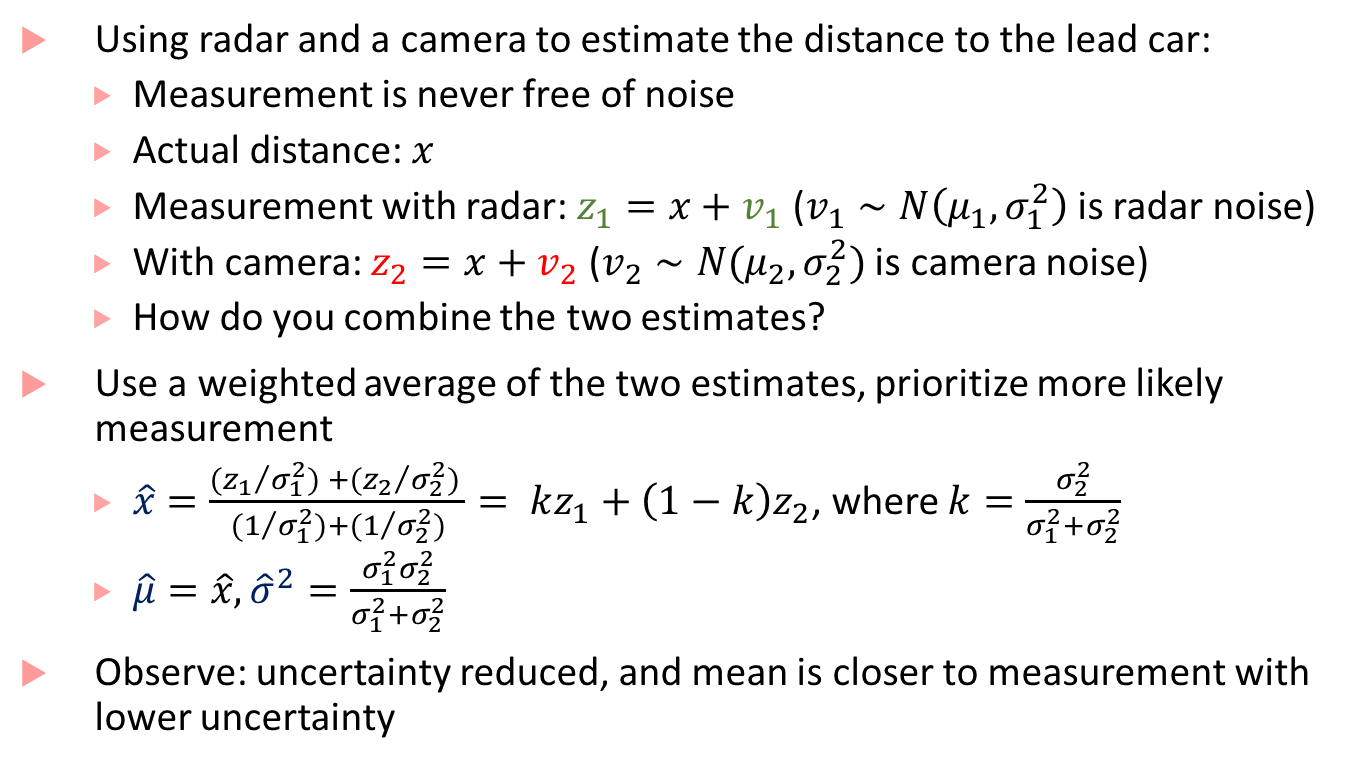 Using radar and a camera to estimate the distance to the lead car:
Measurement is never free of noise
Actual distance: x
Measurement with radar: z₁ = x + v₁ (v₁ ~ N(μ₁, σ₁²) is radar noise)
With camera: z₂ = x + v₂ (v₂ ~ N(μ₂, σ₂²) is camera noise)
How do you combine the two estimates?
Use a weighted average of the two estimates, prioritize more likely
measurement
x̂ = ((z₁/σ₁²) +(z₂/σ₂²))/((1/σ₁²)+(1/σ₂²)) = kz₁ + (1 − k)z₂, where k = σ₂²/(σ₁²+σ₂²)
μ̂ = x̂, σ̂² = σ₁²σ₂²/(σ₁²+σ₂²)
Observe: uncertainty reduced, and mean is closer to measurement with
lower uncertainty